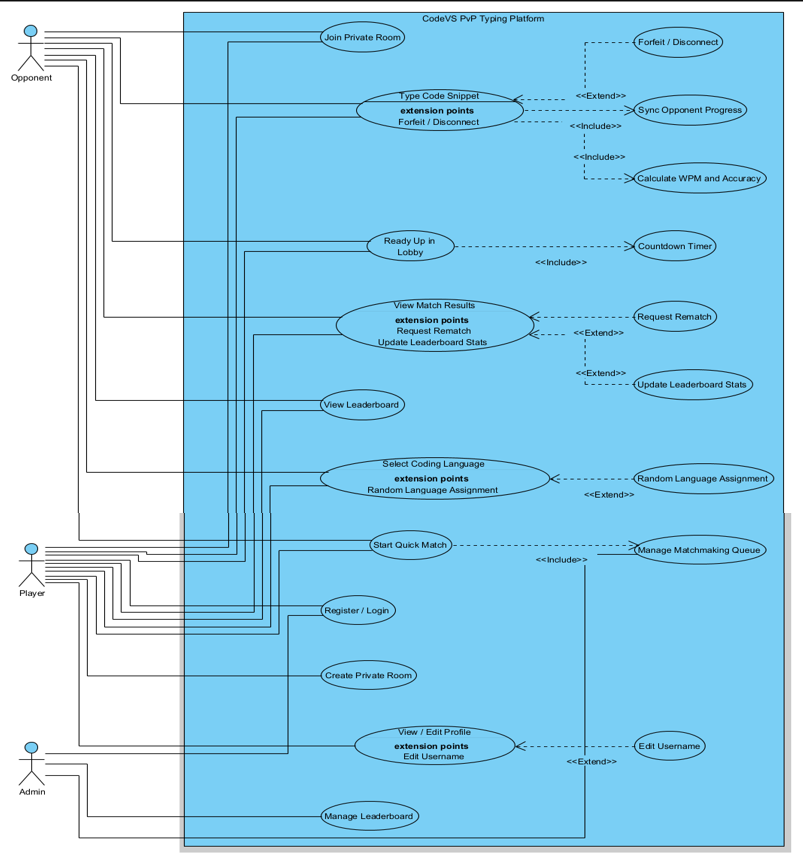 CodeVS PvP Typing Platform
Join Private Room
Forfeit / Disconnect
Opponent
Type Code Snippet
<<Extend>>
extension points
Sync Opponent Progress
Forfeit / Disconnect
<<Include>>
<<Include>>
Calculate WPM and Accuracy
Ready Up in
Lobby
Countdown Timer
<<Include>>
View Match Results
extension points
Request Rematch
Request Rematch
<<Extend>>
Update Leaderboard Stats
<<Extend>>
Update Leaderboard Stats
View Leaderboard
Select Coding Language
extension points
Random Language Assignment
Random Language Assignment
<<Extend>>
Start Quick Match
Manage Matchmaking Queue
<<Include>>
Player
Register / Login
Create Private Room
View / Edit Profile
extension points
Edit Username
Edit Username
<<Extend>>
Admin
Manage Leaderboard